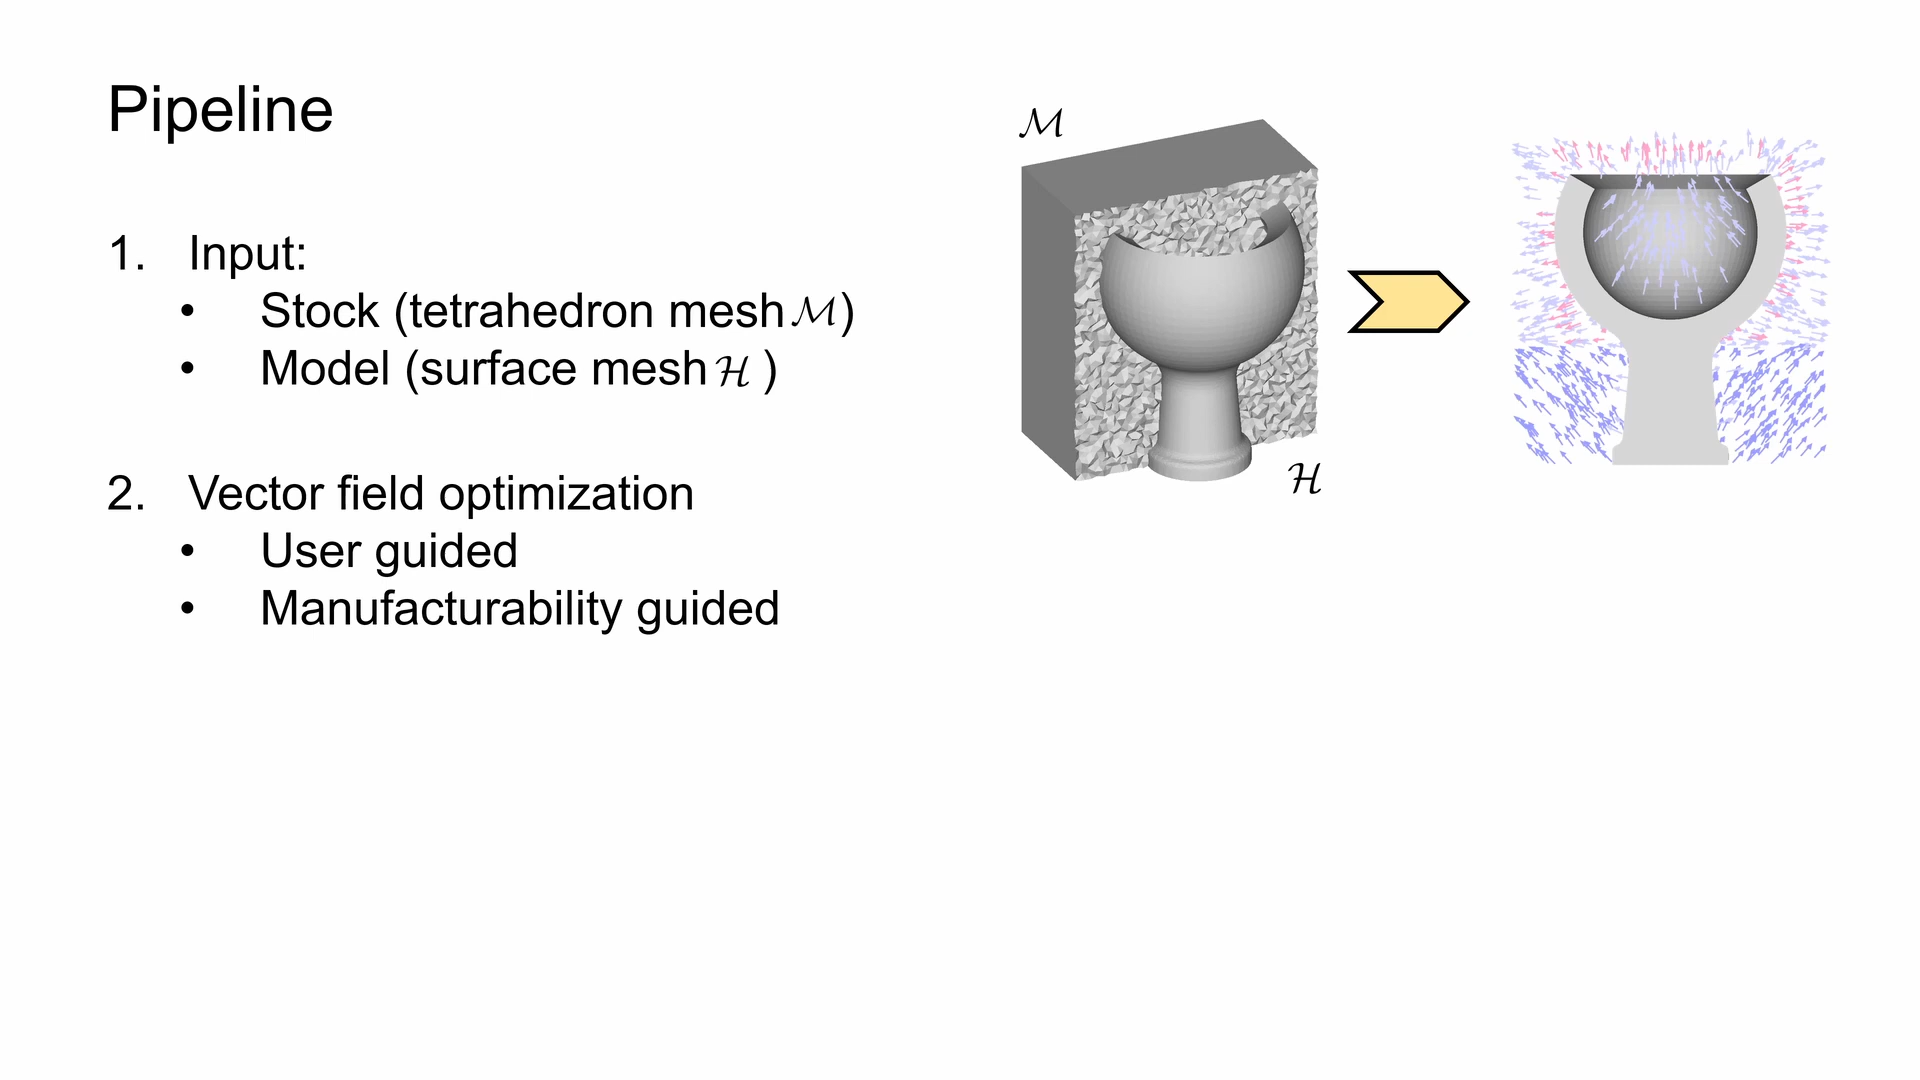 Pipeline
1. Input:
• Stock (tetrahedron mesh ℳ)
• Model (surface mesh ℋ )
2. Vector field optimization
• User guided
• Manufacturability guided
ℳ
ℋ